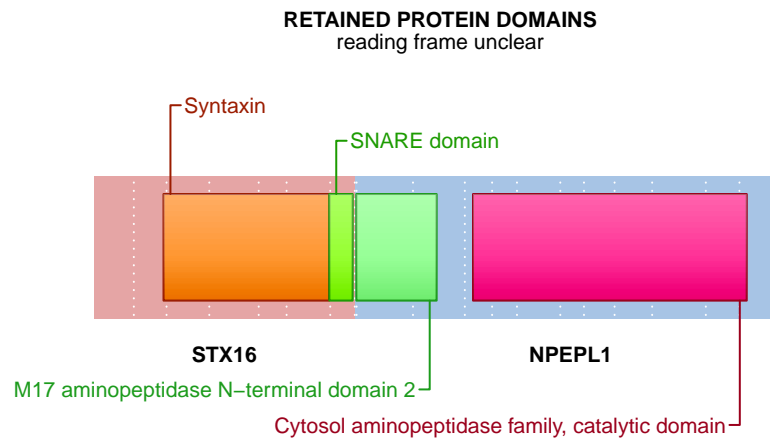 RETAINED PROTEIN DOMAINS
reading frame unclear
Syntaxin
SNARE domain
STX16
NPEPL1
M17 aminopeptidase N−terminal domain 2
Cytosol aminopeptidase family, catalytic domain